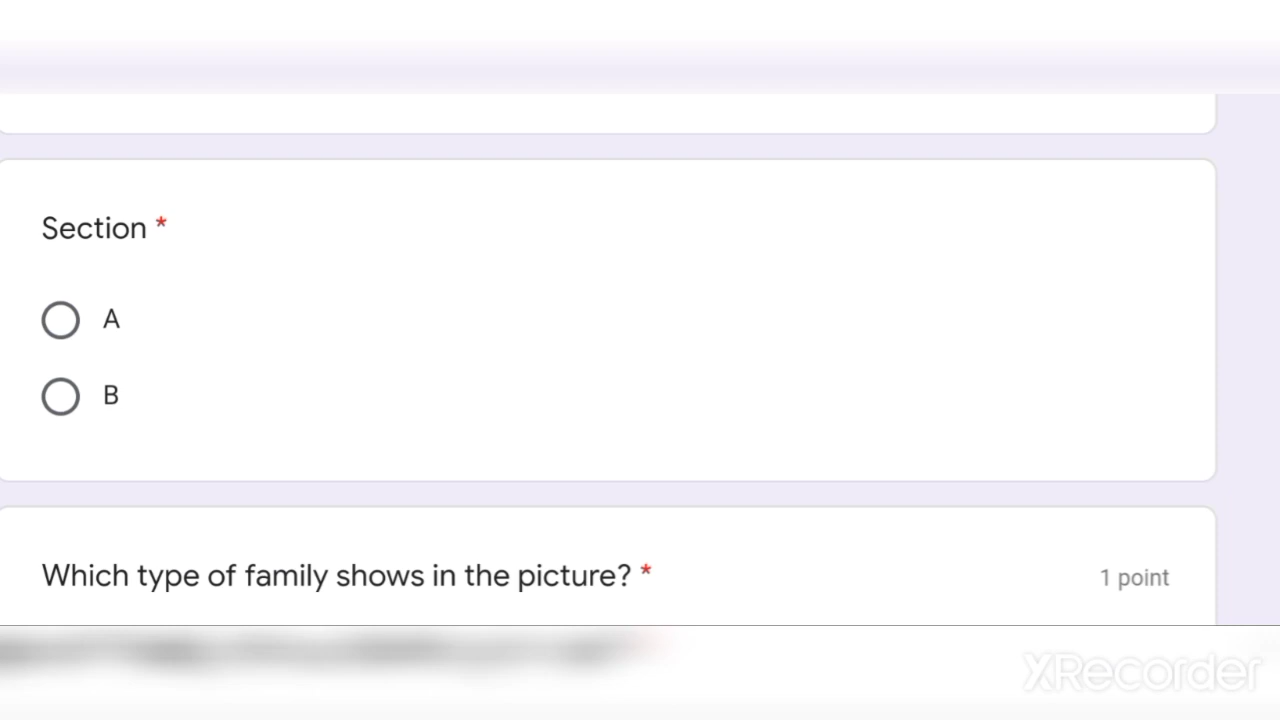 Section *
A
B
Which type of family shows in the picture? *
1 point
XRecorder